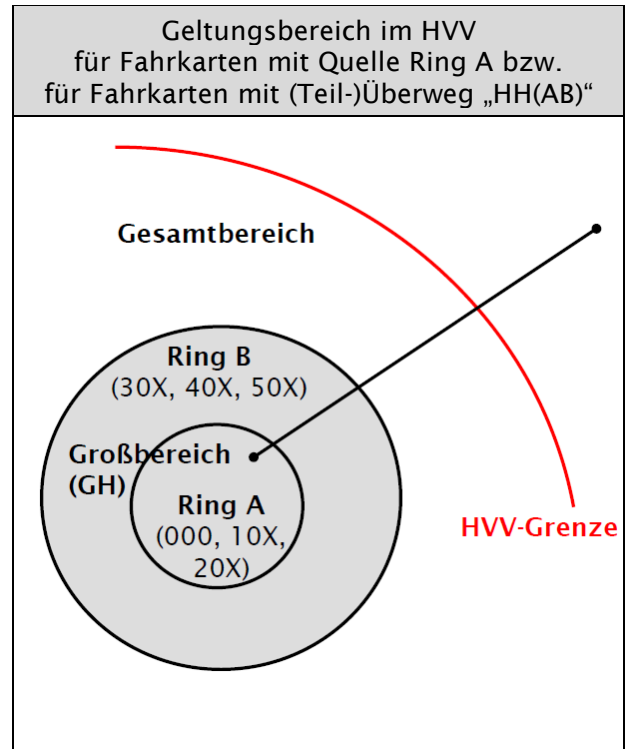 Geltungsbereich im HVV
für Fahrkarten mit Quelle Ring A bzw.
für Fahrkarten mit (Teil-)Überweg „HH(AB)“
Gesamtbereich
Ring B
(30X, 40X, 50X)
Großbereich
(GH)
Ring A
(000, 10X,
20X)
HVV-Grenze